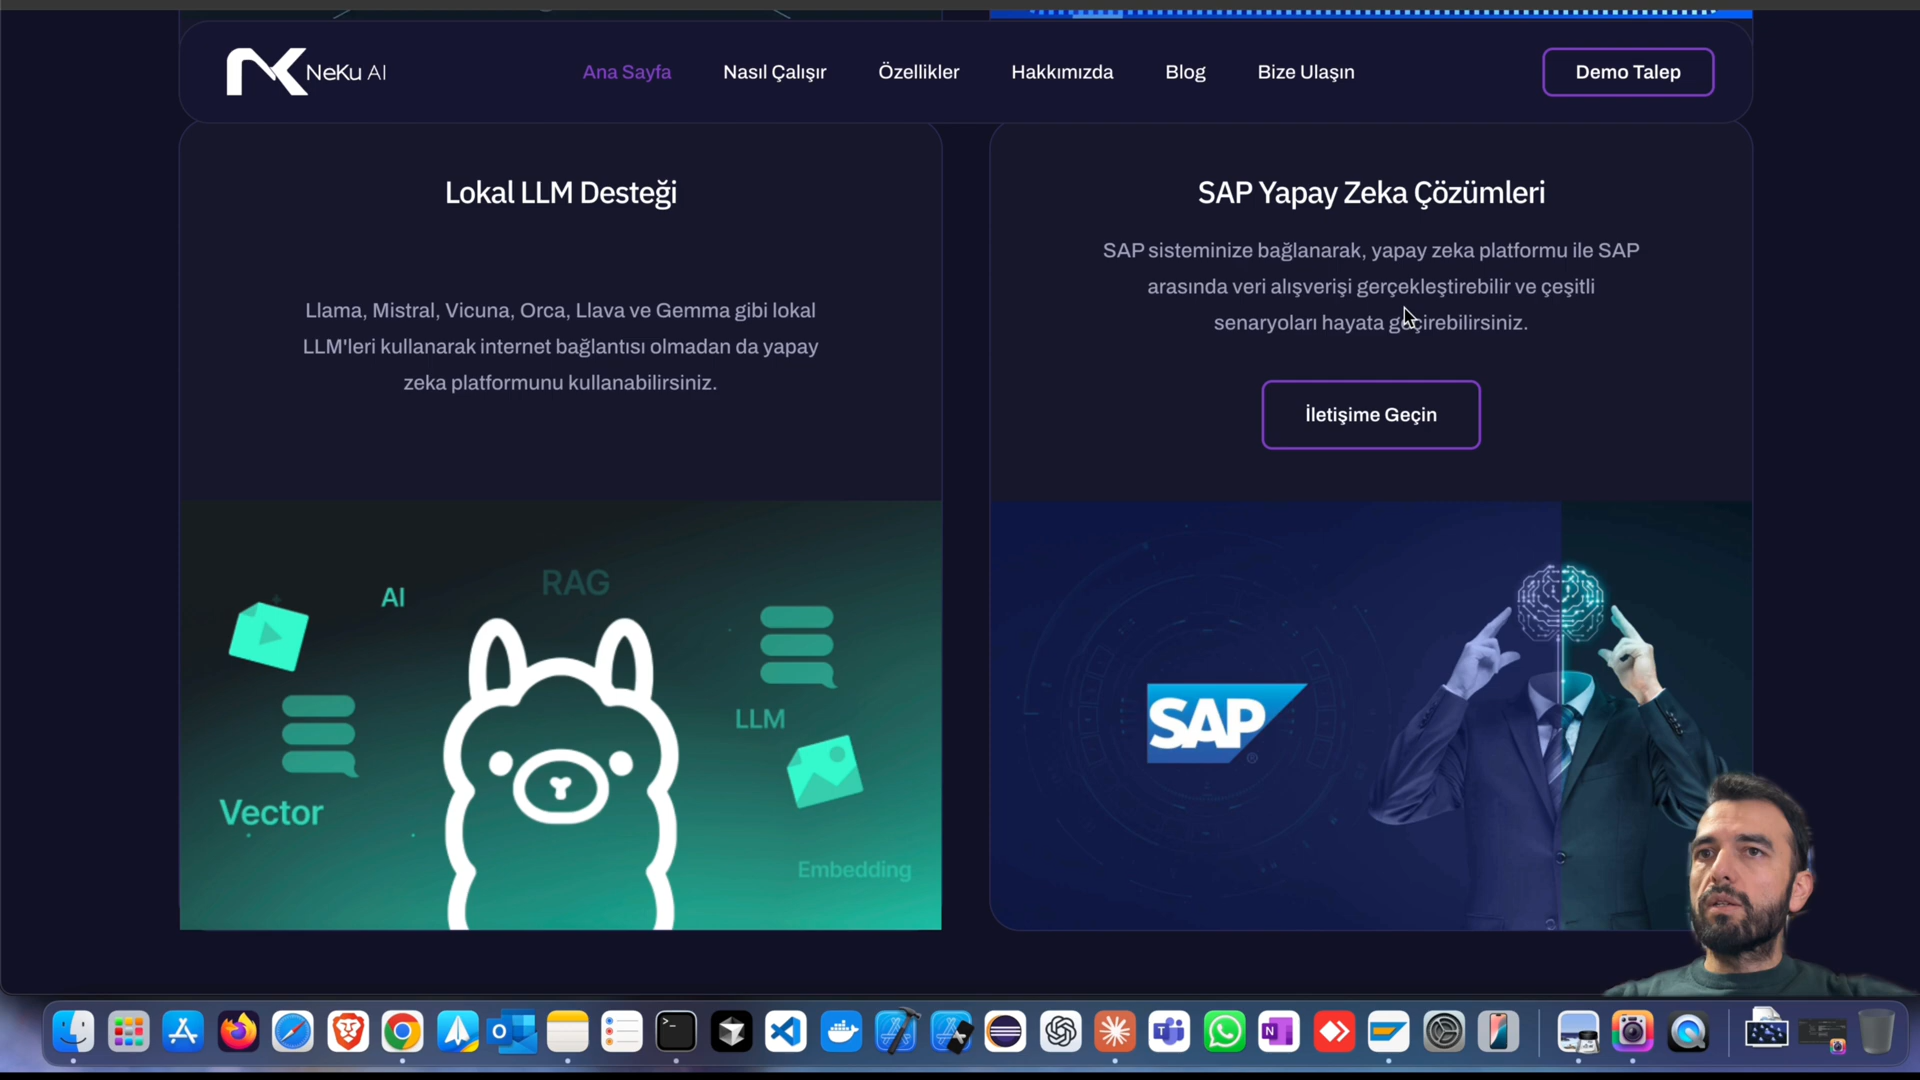 NeKu AI
Ana Sayfa
Nasıl Çalışır
Özellikler
Hakkımızda
Blog
Bize Ulaşın
Demo Talep
Lokal LLM Desteği
Llama, Mistral, Vicuna, Orca, Llava ve Gemma gibi lokal
LLM'leri kullanarak internet bağlantısı olmadan da yapay
zeka platformunu kullanabilirsiniz.
SAP Yapay Zeka Çözümleri
SAP sisteminize bağlanarak, yapay zeka platformu ile SAP
arasında veri alışverişi gerçekleştirebilir ve çeşitli
senaryoları hayata geçirebilirsiniz.
İletişime Geçin
RAG
AI
LLM
Vector
Embedding
SAP